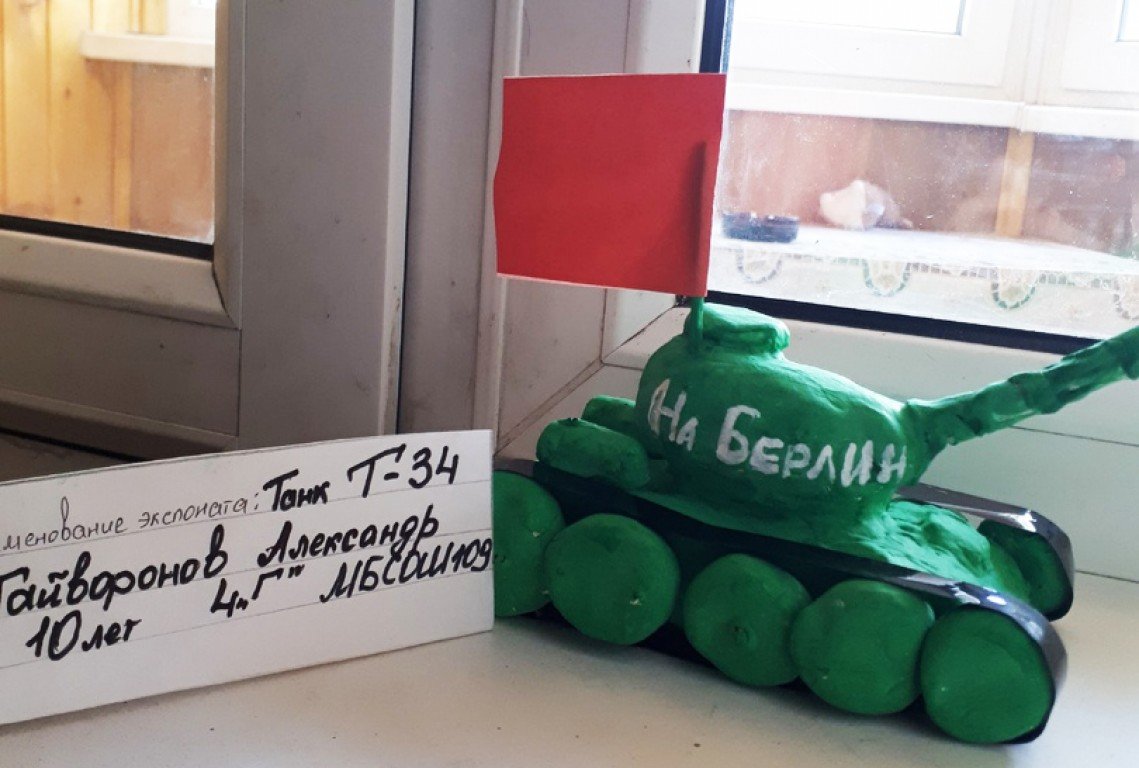 менование экспоната: Танк Т-34
Гайворонов Александр
10 лет 4„Г" МБСОШ109
На Берлин